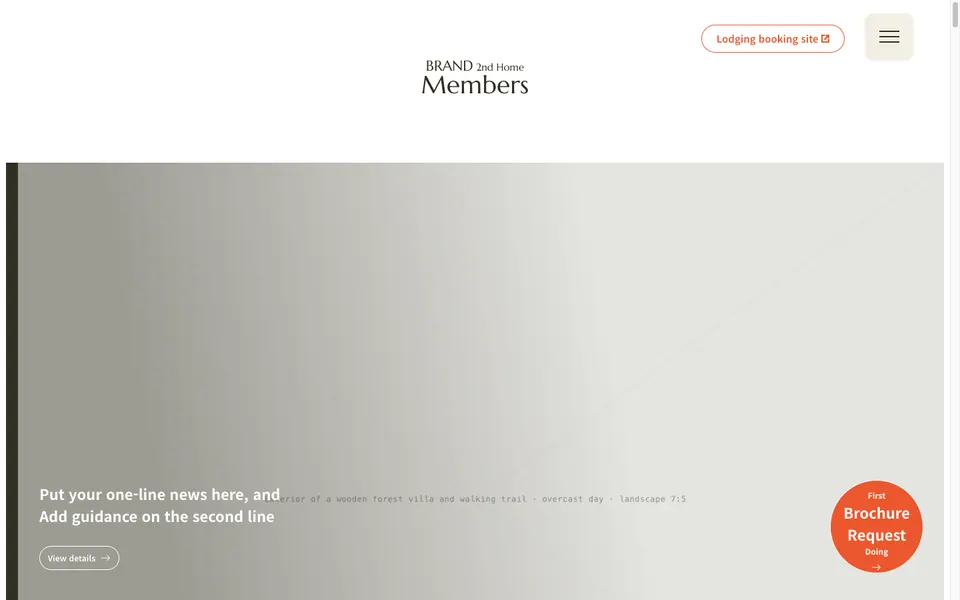 Lodging booking site
BRAND 2nd Home
Members
Put your one-line news here, and
Add guidance on the second line
of a wooden forest villa and walking trail · overcast day · landscape 7:5
View details
First
Brochure
Request
Doing